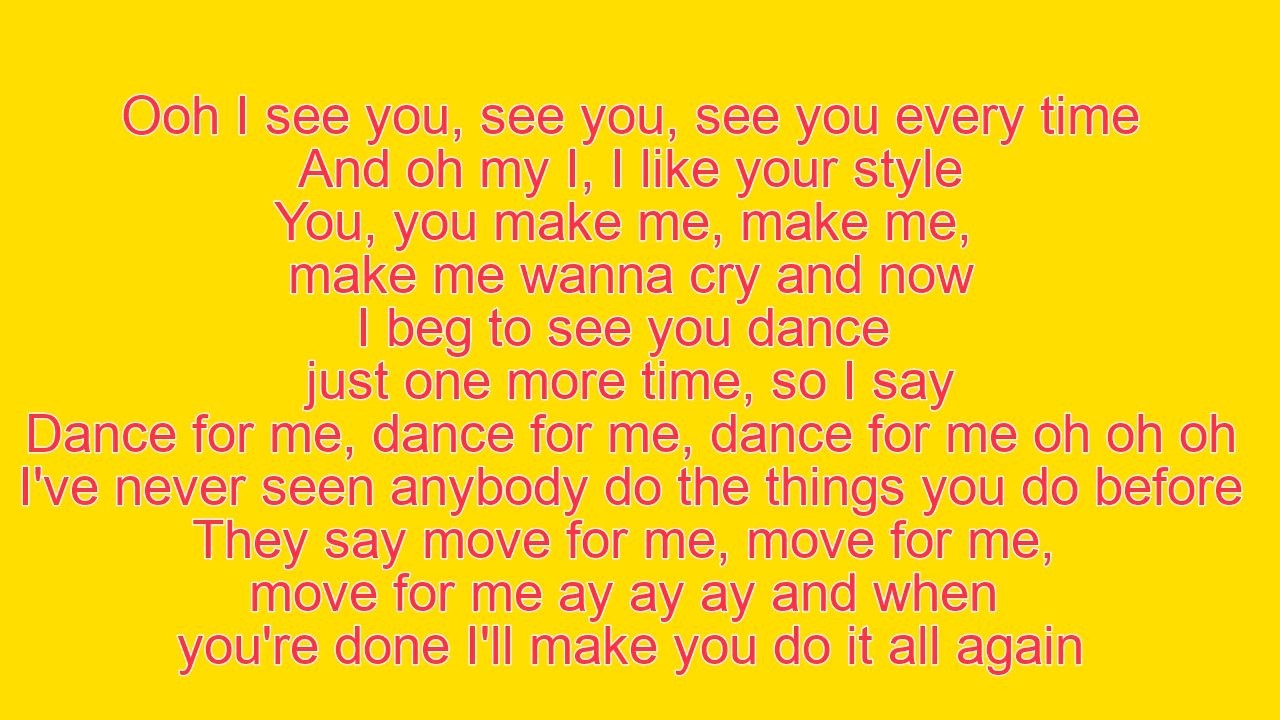 Ooh I see you, see you, see you every time
And oh my I, I like your style
You, you make me, make me,
make me wanna cry and now
I beg to see you dance
just one more time, so I say
Dance for me, dance for me, dance for me oh oh oh
I've never seen anybody do the things you do before
They say move for me, move for me,
move for me ay ay ay and when
you're done I'll make you do it all again